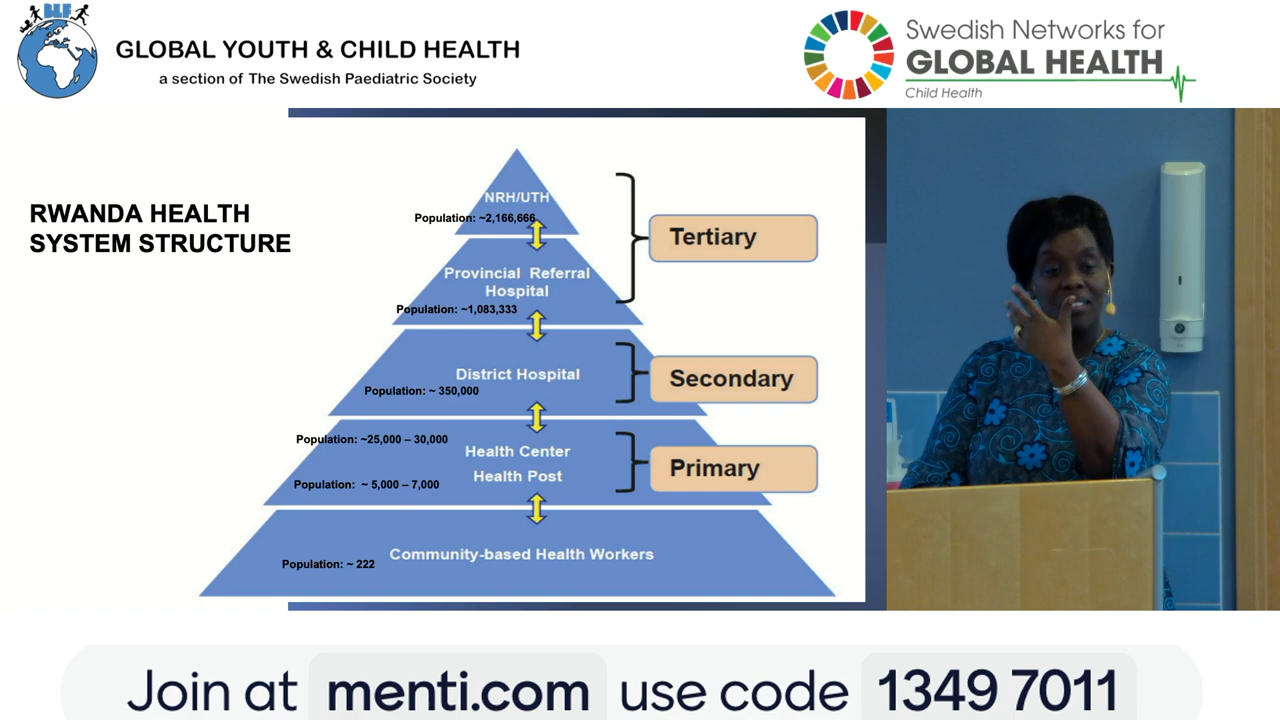 BLF
GLOBAL YOUTH & CHILD HEALTH
a section of The Swedish Paediatric Society
Swedish Networks for
GLOBAL HEALTH
Child Health
RWANDA HEALTH
SYSTEM STRUCTURE
NRH/UTH
Population: ~2,166,666
Tertiary
Provincial Referral
Hospital
Population: ~1,083,333
District Hospital
Population: ~ 350,000
Secondary
Population: ~25,000 – 30,000
Health Center
Health Post
Population: ~ 5,000 – 7,000
Primary
Community-based Health Workers
Population: ~ 222
Join at menti.com use code 1349 7011